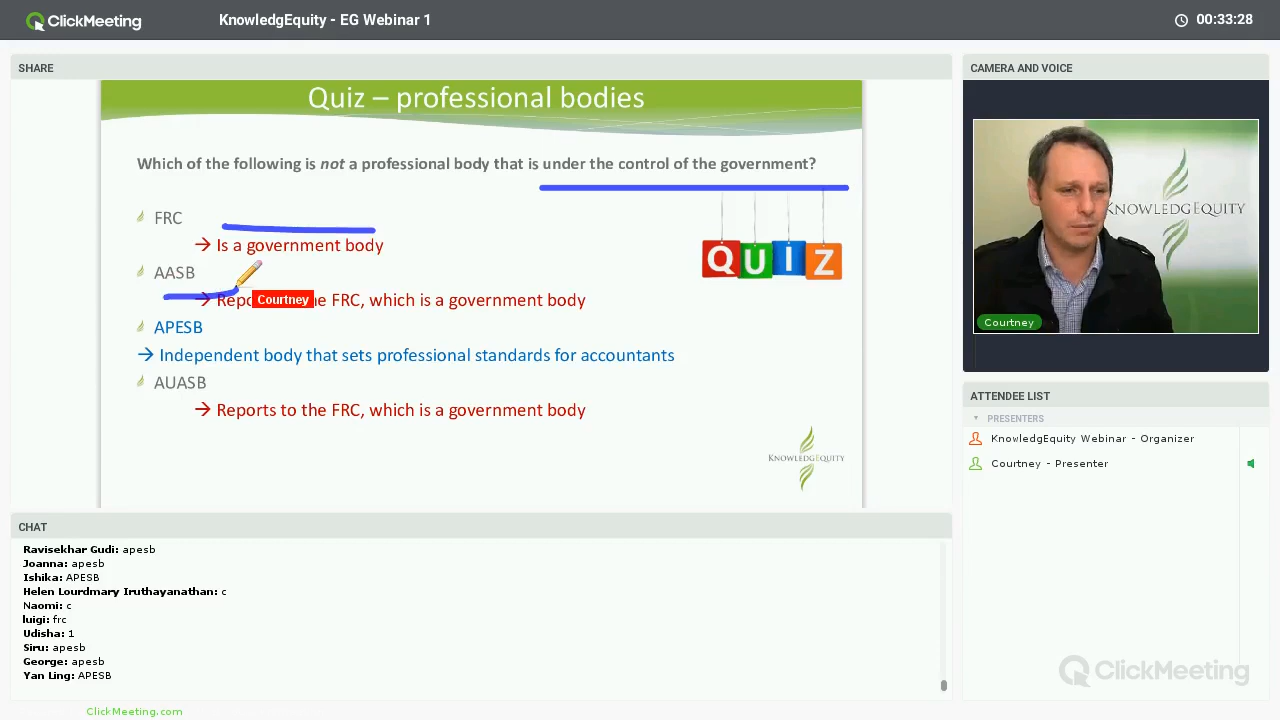 ClickMeeting
KnowledgEquity - EG Webinar 1
00:33:28
SHARE
Quiz – professional bodies
Which of the following is not a professional body that is under the control of the government?
FRC
→ Is a government body
AASB
→ Reports to the FRC, which is a government body
Courtney
APESB
→ Independent body that sets professional standards for accountants
AUASB
→ Reports to the FRC, which is a government body
QUIZ
KNOWLEDGEQUITY
CAMERA AND VOICE
KNOWLEDGEQUITY
Courtney
ATTENDEE LIST
PRESENTERS
KnowledgEquity Webinar - Organizer
Courtney - Presenter
CHAT
Ravisekhar Gudi: apesb
Joanna: apesb
Ishika: APESB
Helen Lourdmary Iruthayanathan: c
Naomi: c
luigi: frc
Udisha: 1
Siru: apesb
George: apesb
Yan Ling: APESB
ClickMeeting
ClickMeeting.com